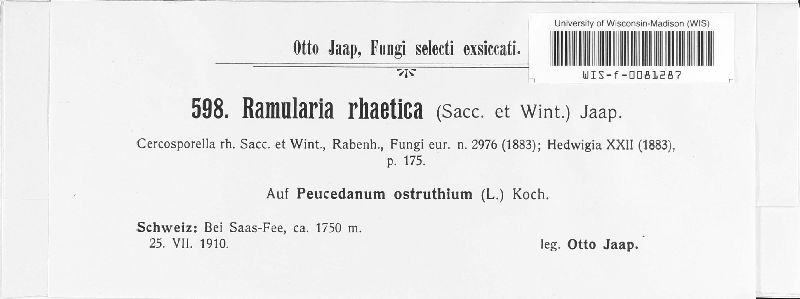 University of Wisconsin-Madison (WIS)
WIS-f-0081287
Otto Jaap, Fungi selecti exsiccati.
598. Ramularia rhaetica (Sacc. et Wint.) Jaap.
Cercosporella rh. Sacc. et Wint., Rabenh., Fungi eur. n. 2976 (1883); Hedwigia XXII (1883),
p. 175.
Auf Peucedanum ostruthium (L.) Koch.
Schweiz: Bei Saas-Fee, ca. 1750 m.
25. VII. 1910. leg. Otto Jaap.